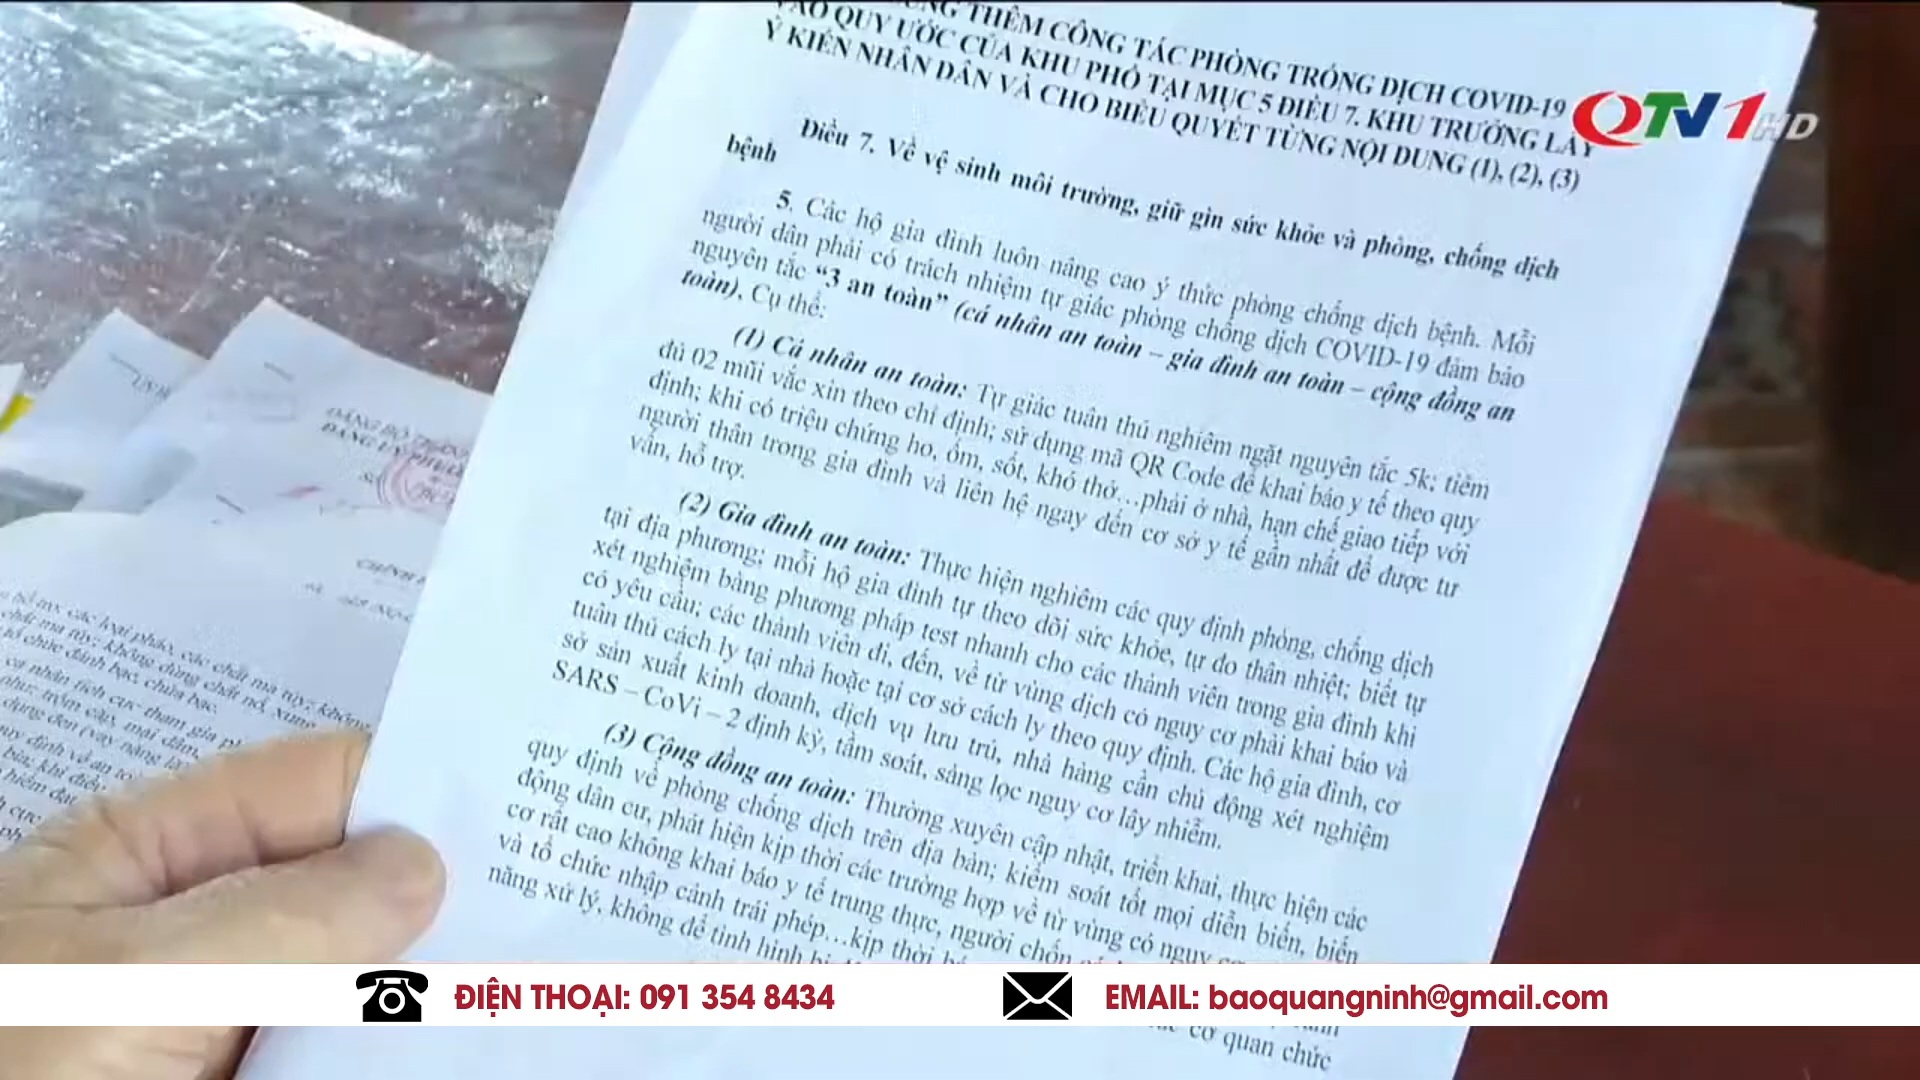 THÊM CÔNG TÁC PHÒNG TRỐNG DỊCH COVID-19
VÀO QUY ƯỚC CỦA KHU PHỐ TẠI MỤC 5 ĐIỀU 7. KHU TRƯỞNG LẤY
Ý KIẾN NHÂN DÂN VÀ CHO BIỂU QUYẾT TỪNG NỘI DUNG (1), (2), (3)
Điều 7. Về vệ sinh môi trường, giữ gìn sức khỏe và phòng, chống dịch
bệnh
5. Các hộ gia đình luôn nâng cao ý thức phòng chống dịch bệnh. Mỗi
người dân phải có trách nhiệm tự giác phòng chống dịch COVID-19 đảm bảo
nguyên tắc “3 an toàn” (cá nhân an toàn – gia đình an toàn – cộng đồng an
toàn). Cụ thể:
(1) Cá nhân an toàn: Tự giác tuân thủ nghiêm ngặt nguyên tắc 5k; tiêm
đủ 02 mũi vắc xin theo chỉ định; sử dụng mã QR Code để khai báo y tế theo quy
định; khi có triệu chứng ho, ốm, sốt, khó thở…phải ở nhà, hạn chế giao tiếp với
người thân trong gia đình và liên hệ ngay đến cơ sở y tế gần nhất để được tư
vấn, hỗ trợ.
(2) Gia đình an toàn: Thực hiện nghiêm các quy định phòng, chống dịch
tại địa phương; mỗi hộ gia đình tự theo dõi sức khỏe, tự đo thân nhiệt; biết tự
xét nghiệm bằng phương pháp test nhanh cho các thành viên trong gia đình khi
có yêu cầu; các thành viên đi, đến, về từ vùng dịch có nguy cơ phải khai báo và
tuân thủ cách ly tại nhà hoặc tại cơ sở cách ly theo quy định. Các hộ gia đình, cơ
sở sản xuất kinh doanh, dịch vụ lưu trú, nhà hàng cần chủ động xét nghiệm
SARS – CoVi – 2 định kỳ, tầm soát, sàng lọc nguy cơ lây nhiễm.
(3) Cộng đồng an toàn: Thường xuyên cập nhật, triển khai, thực hiện các
quy định về phòng chống dịch trên địa bàn; kiểm soát tốt mọi diễn biến, biến
động dân cư, phát hiện kịp thời các trường hợp về từ vùng có nguy
cơ rất cao không khai báo y tế trung thực, người chốn
và tổ chức nhập cảnh trái phép…kịp thời
năng xử lý, không để tình hình
cơ quan chức
QTV1 HD
ĐIỆN THOẠI: 091 354 8434
EMAIL: baoquangninh@gmail.com